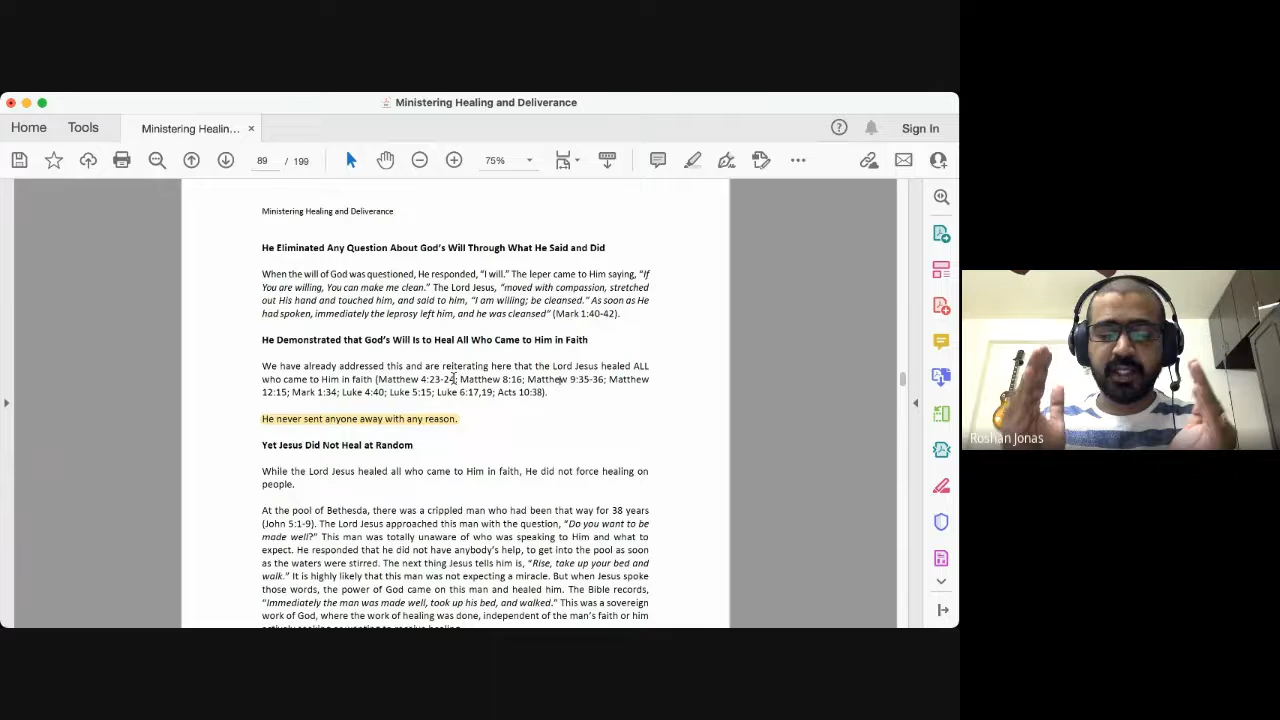 Ministering Healing and Deliverance
Home
Tools
Ministering Healin...
Sign In
89 / 199
75%
Ministering Healing and Deliverance
He Eliminated Any Question About God's Will Through What He Said and Did
When the will of God was questioned, He responded, "I will." The leper came to Him saying, "If
You are willing, You can make me clean." The Lord Jesus, "moved with compassion, stretched
out His hand and touched him, and said to him, "I am willing; be cleansed." As soon as He
had spoken, immediately the leprosy left him, and he was cleansed" (Mark 1:40-42).
He Demonstrated that God's Will Is to Heal All Who Came to Him in Faith
We have already addressed this and are reiterating here that the Lord Jesus healed ALL
who came to Him in faith (Matthew 4:23-24; Matthew 8:16; Matthew 9:35-36; Matthew
12:15; Mark 1:34; Luke 4:40; Luke 5:15; Luke 6:17,19; Acts 10:38).
He never sent anyone away with any reason.
Yet Jesus Did Not Heal at Random
While the Lord Jesus healed all who came to Him in faith, He did not force healing on
people.
At the pool of Bethesda, there was a crippled man who had been that way for 38 years
(John 5:1-9). The Lord Jesus approached this man with the question, "Do you want to be
made well?" This man was totally unaware of who was speaking to Him and what to
expect. He responded that he did not have anybody's help, to get into the pool as soon
as the waters were stirred. The next thing Jesus tells him is, "Rise, take up your bed and
walk." It is highly likely that this man was not expecting a miracle. But when Jesus spoke
those words, the power of God came on this man and healed him. The Bible records,
"Immediately the man was made well, took up his bed, and walked." This was a sovereign
work of God, where the work of healing was done, independent of the man's faith or him
Roshan Jonas